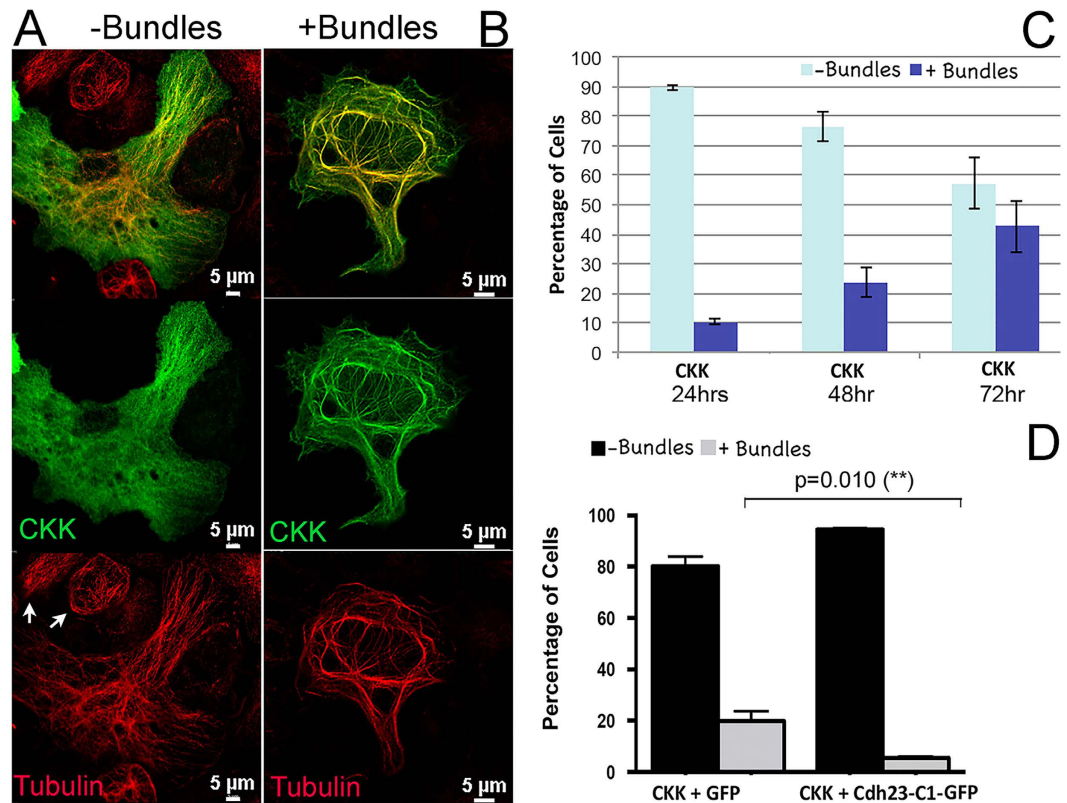 A
-Bundles
+Bundles
B
5 µm
5 µm
CKK
5 µm
CKK
5 µm
Tubulin
5 µm
Tubulin
5 µm
C
–Bundles + Bundles
Percentage of Cells
100
90
80
70
60
50
40
30
20
10
0
CKK
24hrs
CKK
48hr
CKK
72hr
D
–Bundles + Bundles
p=0.010 (**)
Percentage of Cells
100
80
60
40
20
0
CKK + GFP
CKK + Cdh23-C1-GFP